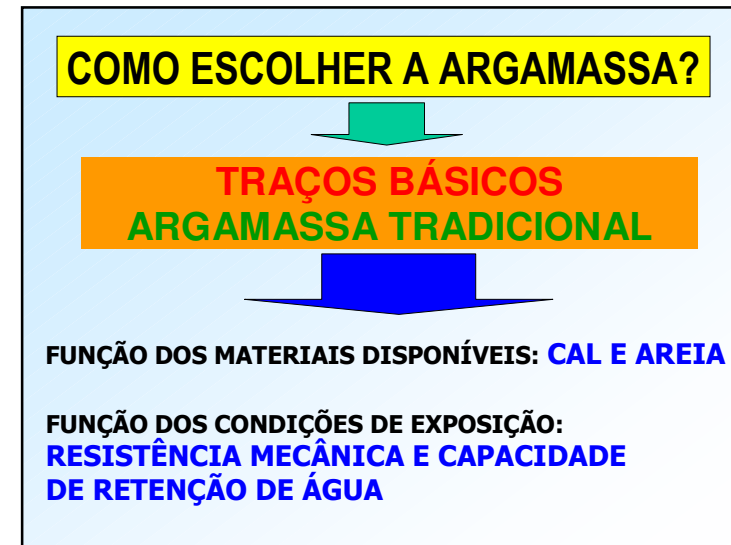 COMO ESCOLHER A ARGAMASSA?
TRAÇOS BÁSICOS
ARGAMASSA TRADICIONAL
FUNÇÃO DOS MATERIAIS DISPONÍVEIS: CAL E AREIA
FUNÇÃO DOS CONDIÇÕES DE EXPOSIÇÃO:
RESISTÊNCIA MECÂNICA E CAPACIDADE
DE RETENÇÃO DE ÁGUA